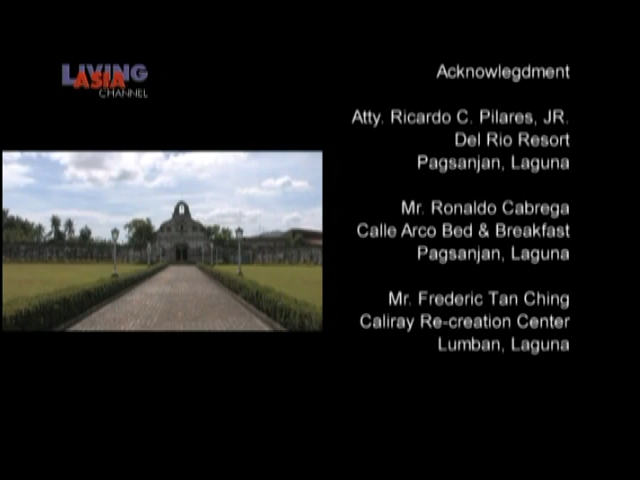 LIVING
ASIA
CHANNEL
Acknowlegdment
Atty. Ricardo C. Pilares, JR.
Del Rio Resort
Pagsanjan, Laguna
Mr. Ronaldo Cabrega
Calle Arco Bed & Breakfast
Pagsanjan, Laguna
Mr. Frederic Tan Ching
Caliray Re-creation Center
Lumban, Laguna